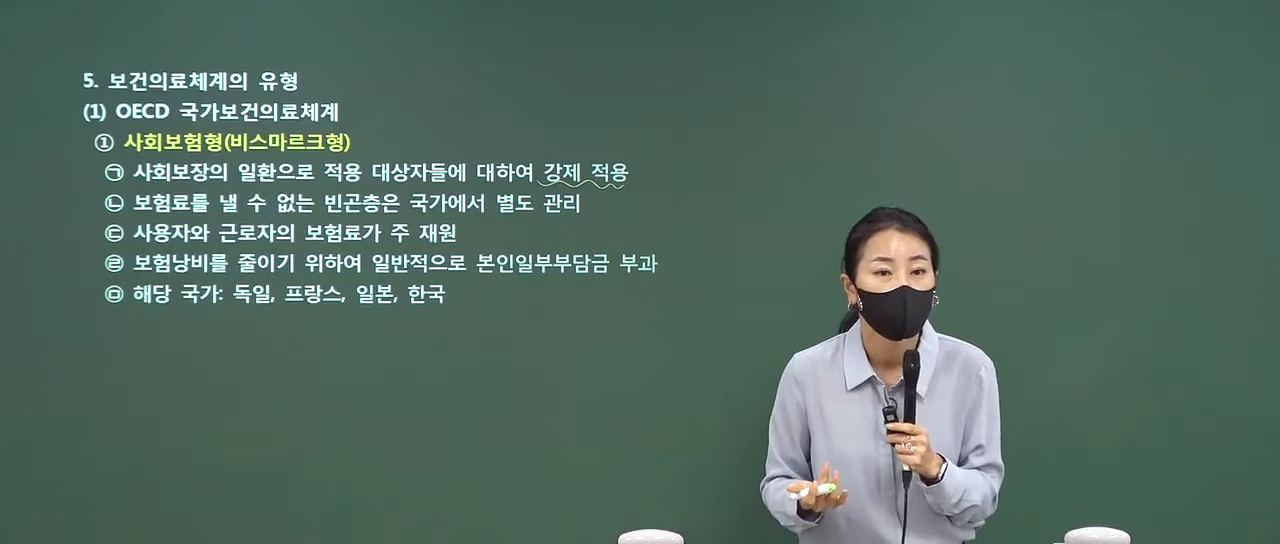 5. 보건의료체계의 유형
(1) OECD 국가보건의료체계
① 사회보험형(비스마르크형)
㉠ 사회보장의 일환으로 적용 대상자들에 대하여 강제 적용
㉡ 보험료를 낼 수 없는 빈곤층은 국가에서 별도 관리
㉢ 사용자와 근로자의 보험료가 주 재원
㉣ 보험낭비를 줄이기 위하여 일반적으로 본인일부부담금 부과
㉤ 해당 국가: 독일, 프랑스, 일본, 한국